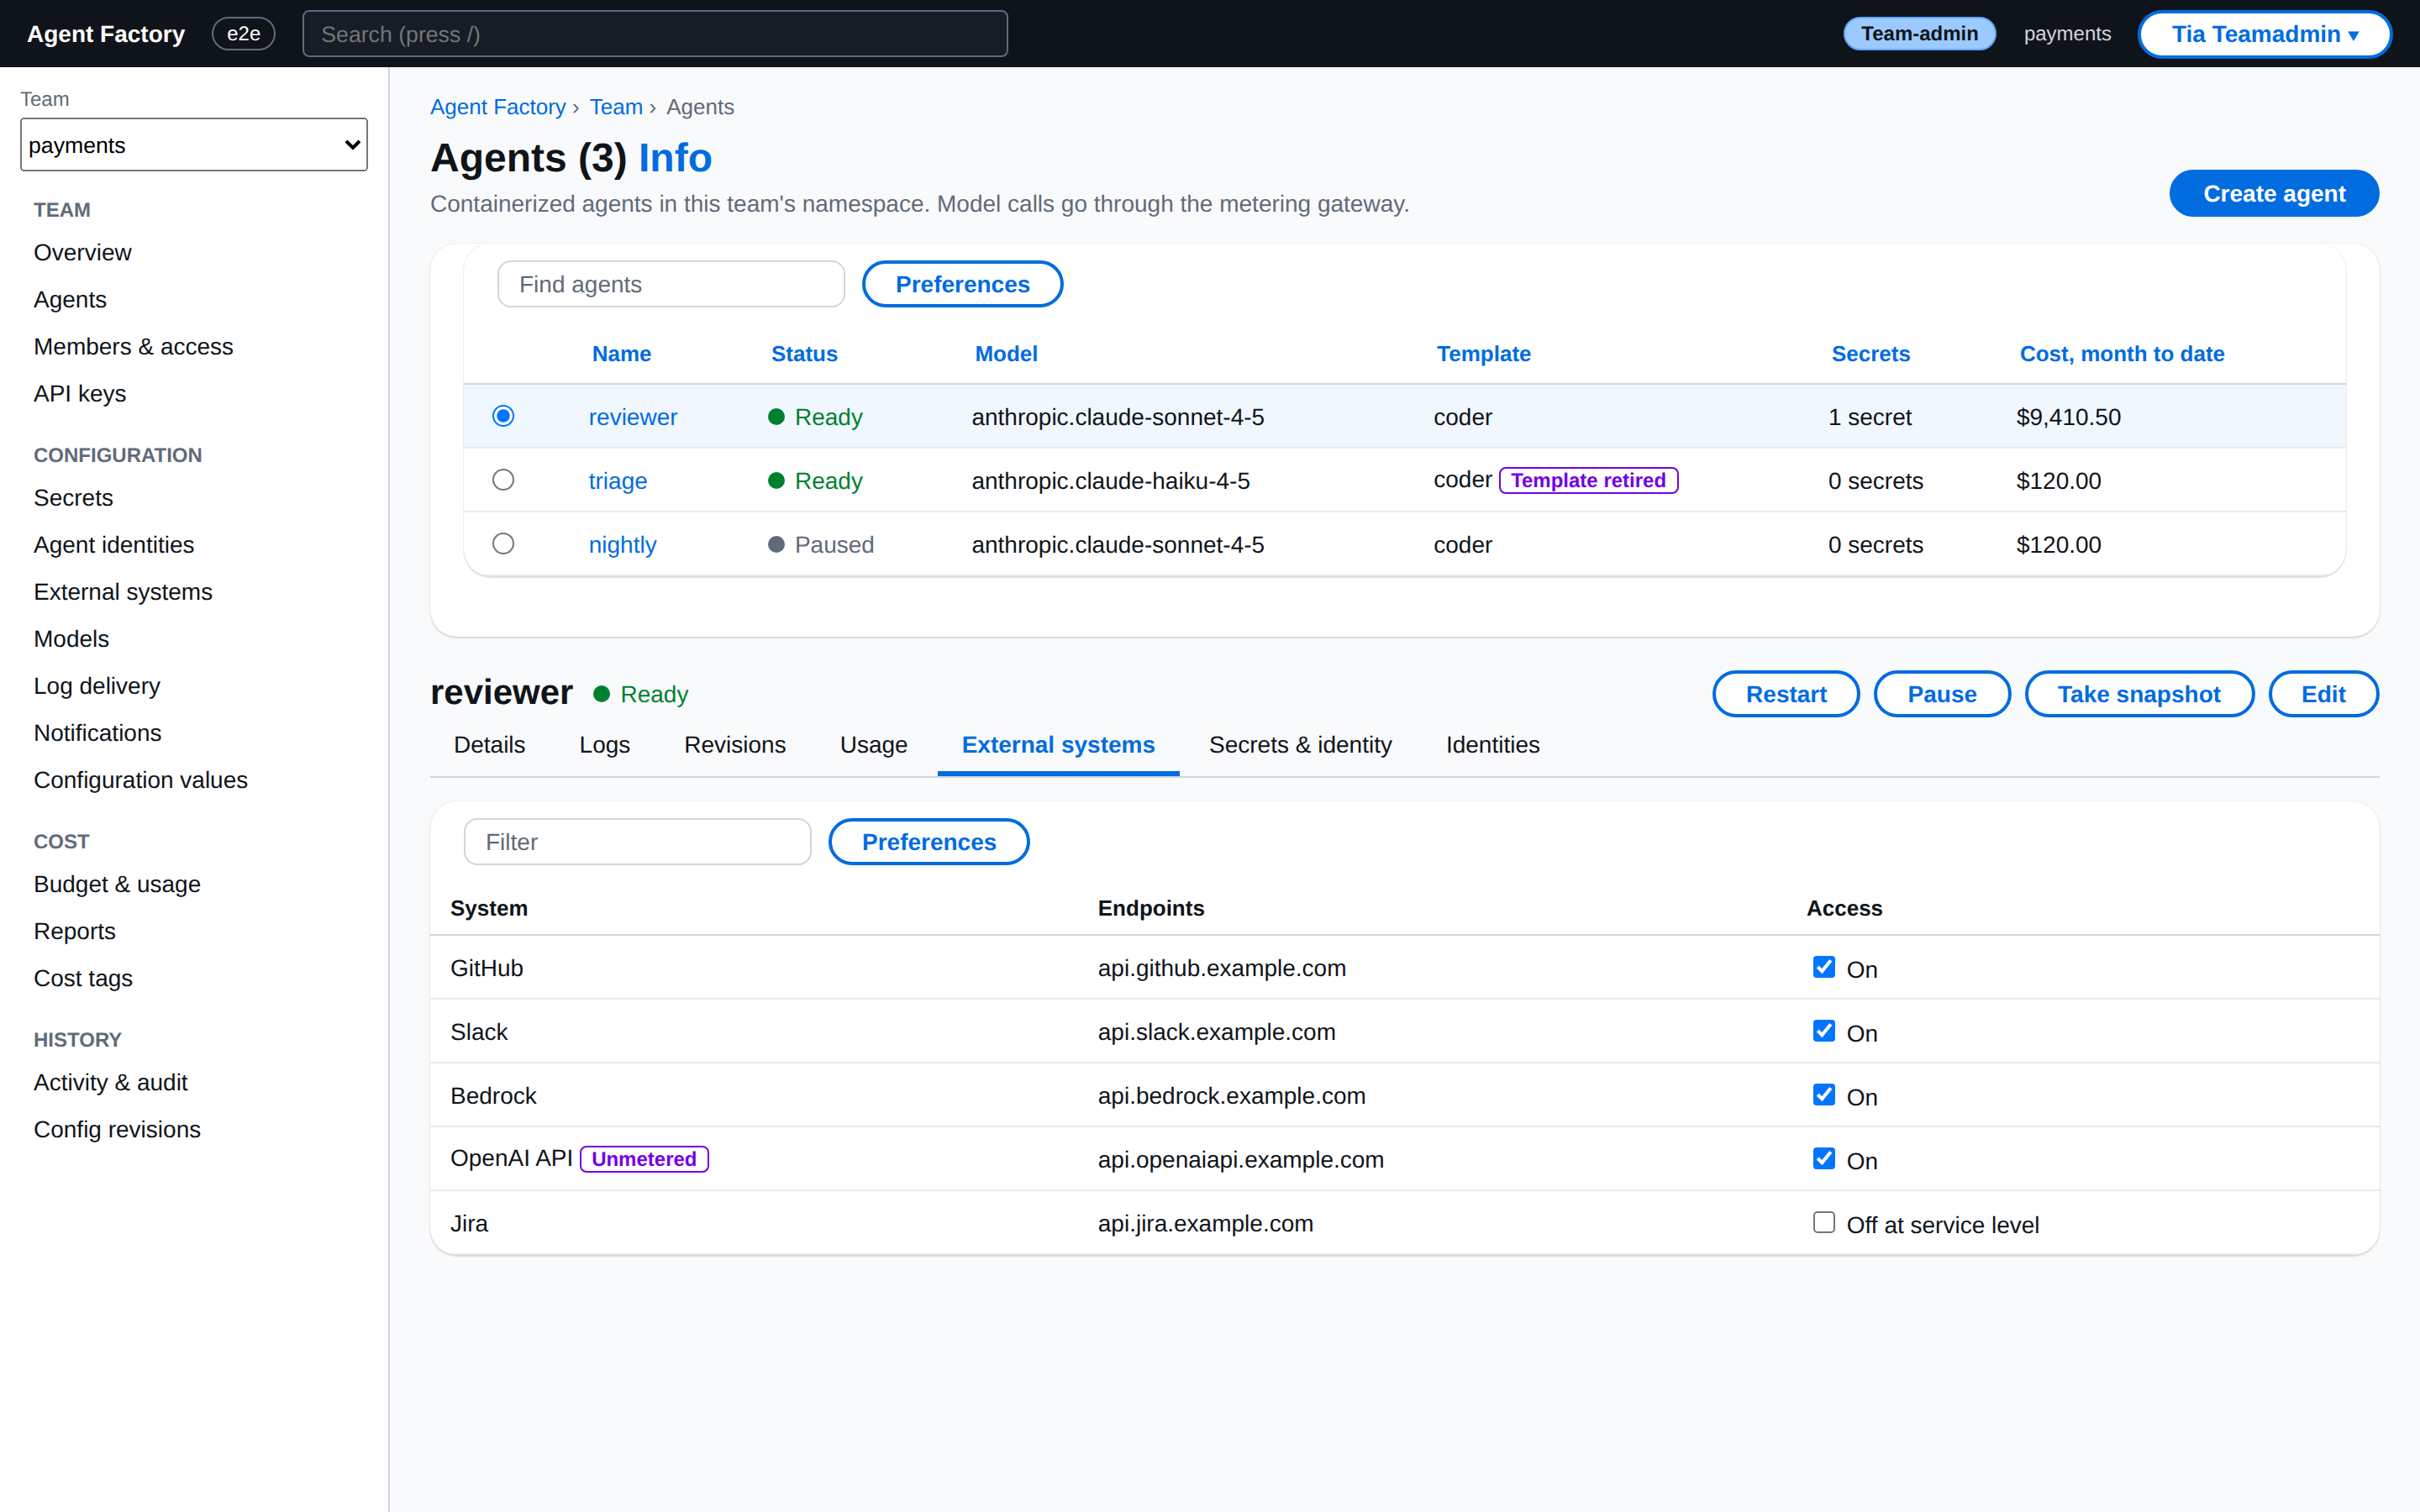 Agent Factory e2e Search (press /) Team-admin payments Tia Teamadmin ▾
Team
payments
TEAM
Overview
Agents
Members & access
API keys
CONFIGURATION
Secrets
Agent identities
External systems
Models
Log delivery
Notifications
Configuration values
COST
Budget & usage
Reports
Cost tags
HISTORY
Activity & audit
Config revisions
Agent Factory › Team › Agents
Agents (3) Info
Containerized agents in this team's namespace. Model calls go through the metering gateway.
Create agent
Find agents Preferences
Name Status Model Template Secrets Cost, month to date
reviewer Ready anthropic.claude-sonnet-4-5 coder 1 secret $9,410.50
triage Ready anthropic.claude-haiku-4-5 coder Template retired 0 secrets $120.00
nightly Paused anthropic.claude-sonnet-4-5 coder 0 secrets $120.00
reviewer Ready Restart Pause Take snapshot Edit
Details Logs Revisions Usage External systems Secrets & identity Identities
Filter Preferences
System Endpoints Access
GitHub api.github.example.com On
Slack api.slack.example.com On
Bedrock api.bedrock.example.com On
OpenAI API Unmetered api.openaiapi.example.com On
Jira api.jira.example.com Off at service level